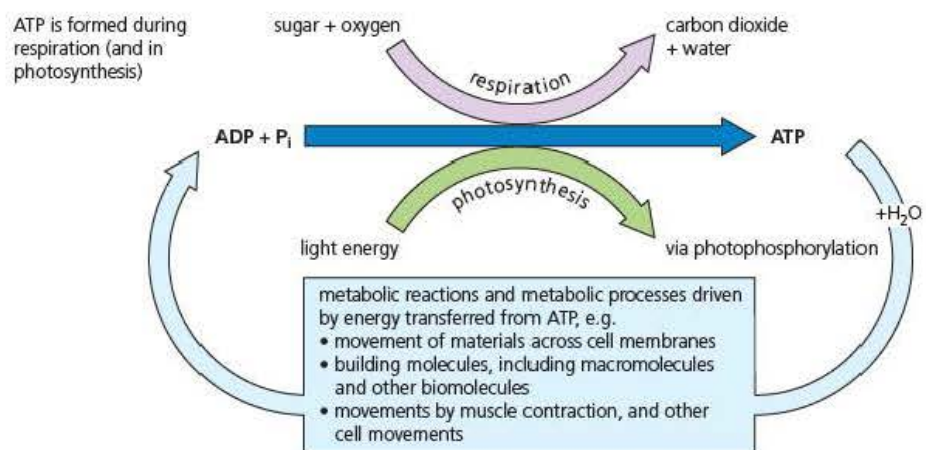 ATP is formed during
respiration (and in
photosynthesis)
sugar + oxygen
carbon dioxide
+ water
respiration
ADP + Pi
ATP
photosynthesis
+H₂O
light energy
via photophosphorylation
metabolic reactions and metabolic processes driven
by energy transferred from ATP, e.g.
• movement of materials across cell membranes
• building molecules, including macromolecules
and other biomolecules
• movements by muscle contraction, and other
cell movements